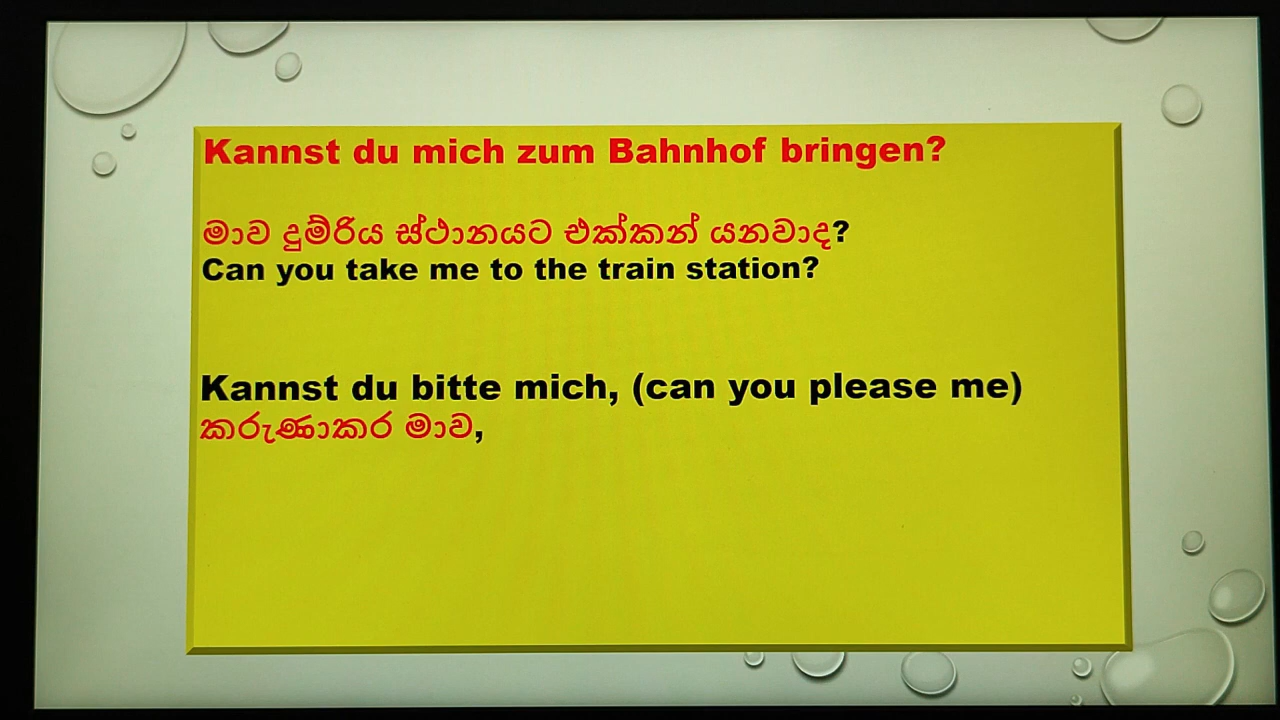 Kannst du mich zum Bahnhof bringen?
මාව දුම්රිය ස්ථානයට එක්කන් යනවාද?
Can you take me to the train station?
Kannst du bitte mich, (can you please me)
කරුණාකර මාව,